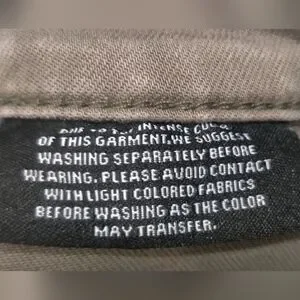 INTENSE
OF THIS GARMENT, WE SUGGEST
WASHING SEPARATELY BEFORE
WEARING. PLEASE AVOID CONTACT
WITH LIGHT COLORED FABRICS
BEFORE WASHING AS THE COLOR
MAY TRANSFER.